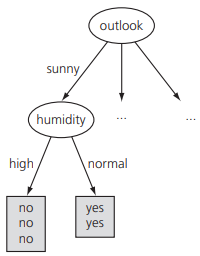 outlook
sunny
humidity
...
...
high
normal
no
no
no
yes
yes